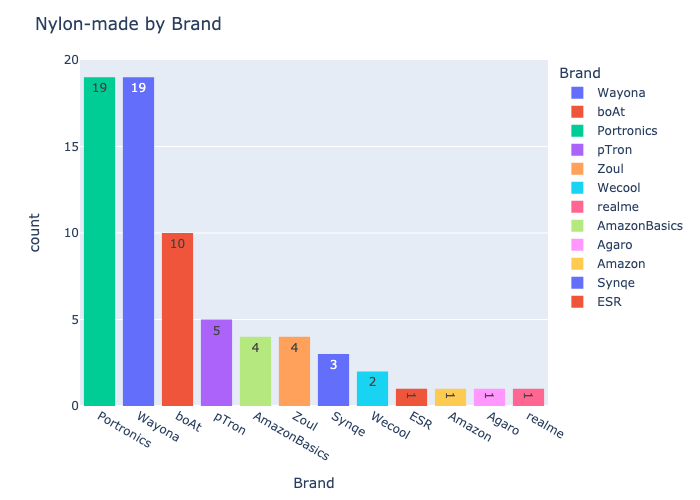 Nylon-made by Brand
20
15
10
5
0
count
19
19
10
5
4
4
3
2
1
1
1
1
Portronics
Wayona
boAt
pTron
AmazonBasics
Zoul
Synqe
Wecool
ESR
Amazon
Agaro
realme
Brand
Brand
Wayona
boAt
Portronics
pTron
Zoul
Wecool
realme
AmazonBasics
Agaro
Amazon
Synqe
ESR